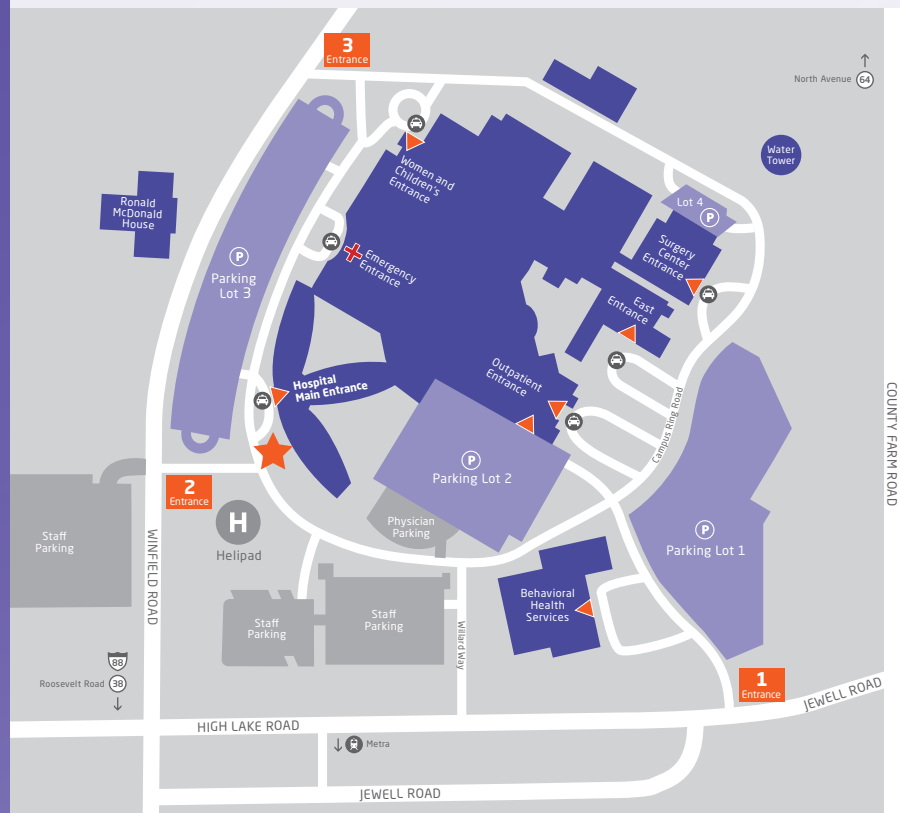 3
Entrance
North Avenue 64
Water
Tower
Women and
Children's
Entrance
Lot 4
P
Ronald
McDonald
House
Surgery
Center
Entrance
P
Parking
Lot 3
Emergency
Entrance
East
Entrance
Outpatient
Entrance
Hospital
Main Entrance
Campus Ring Road
COUNTY FARM ROAD
P
Parking Lot 2
2
Entrance
H
Helipad
Physician
Parking
P
Parking Lot 1
Staff
Parking
WINFIELD ROAD
Behavioral
Health
Services
Staff
Parking
Staff
Parking
Willard Way
88
Roosevelt Road 38
1
Entrance
JEWELL ROAD
HIGH LAKE ROAD
Metra
JEWELL ROAD